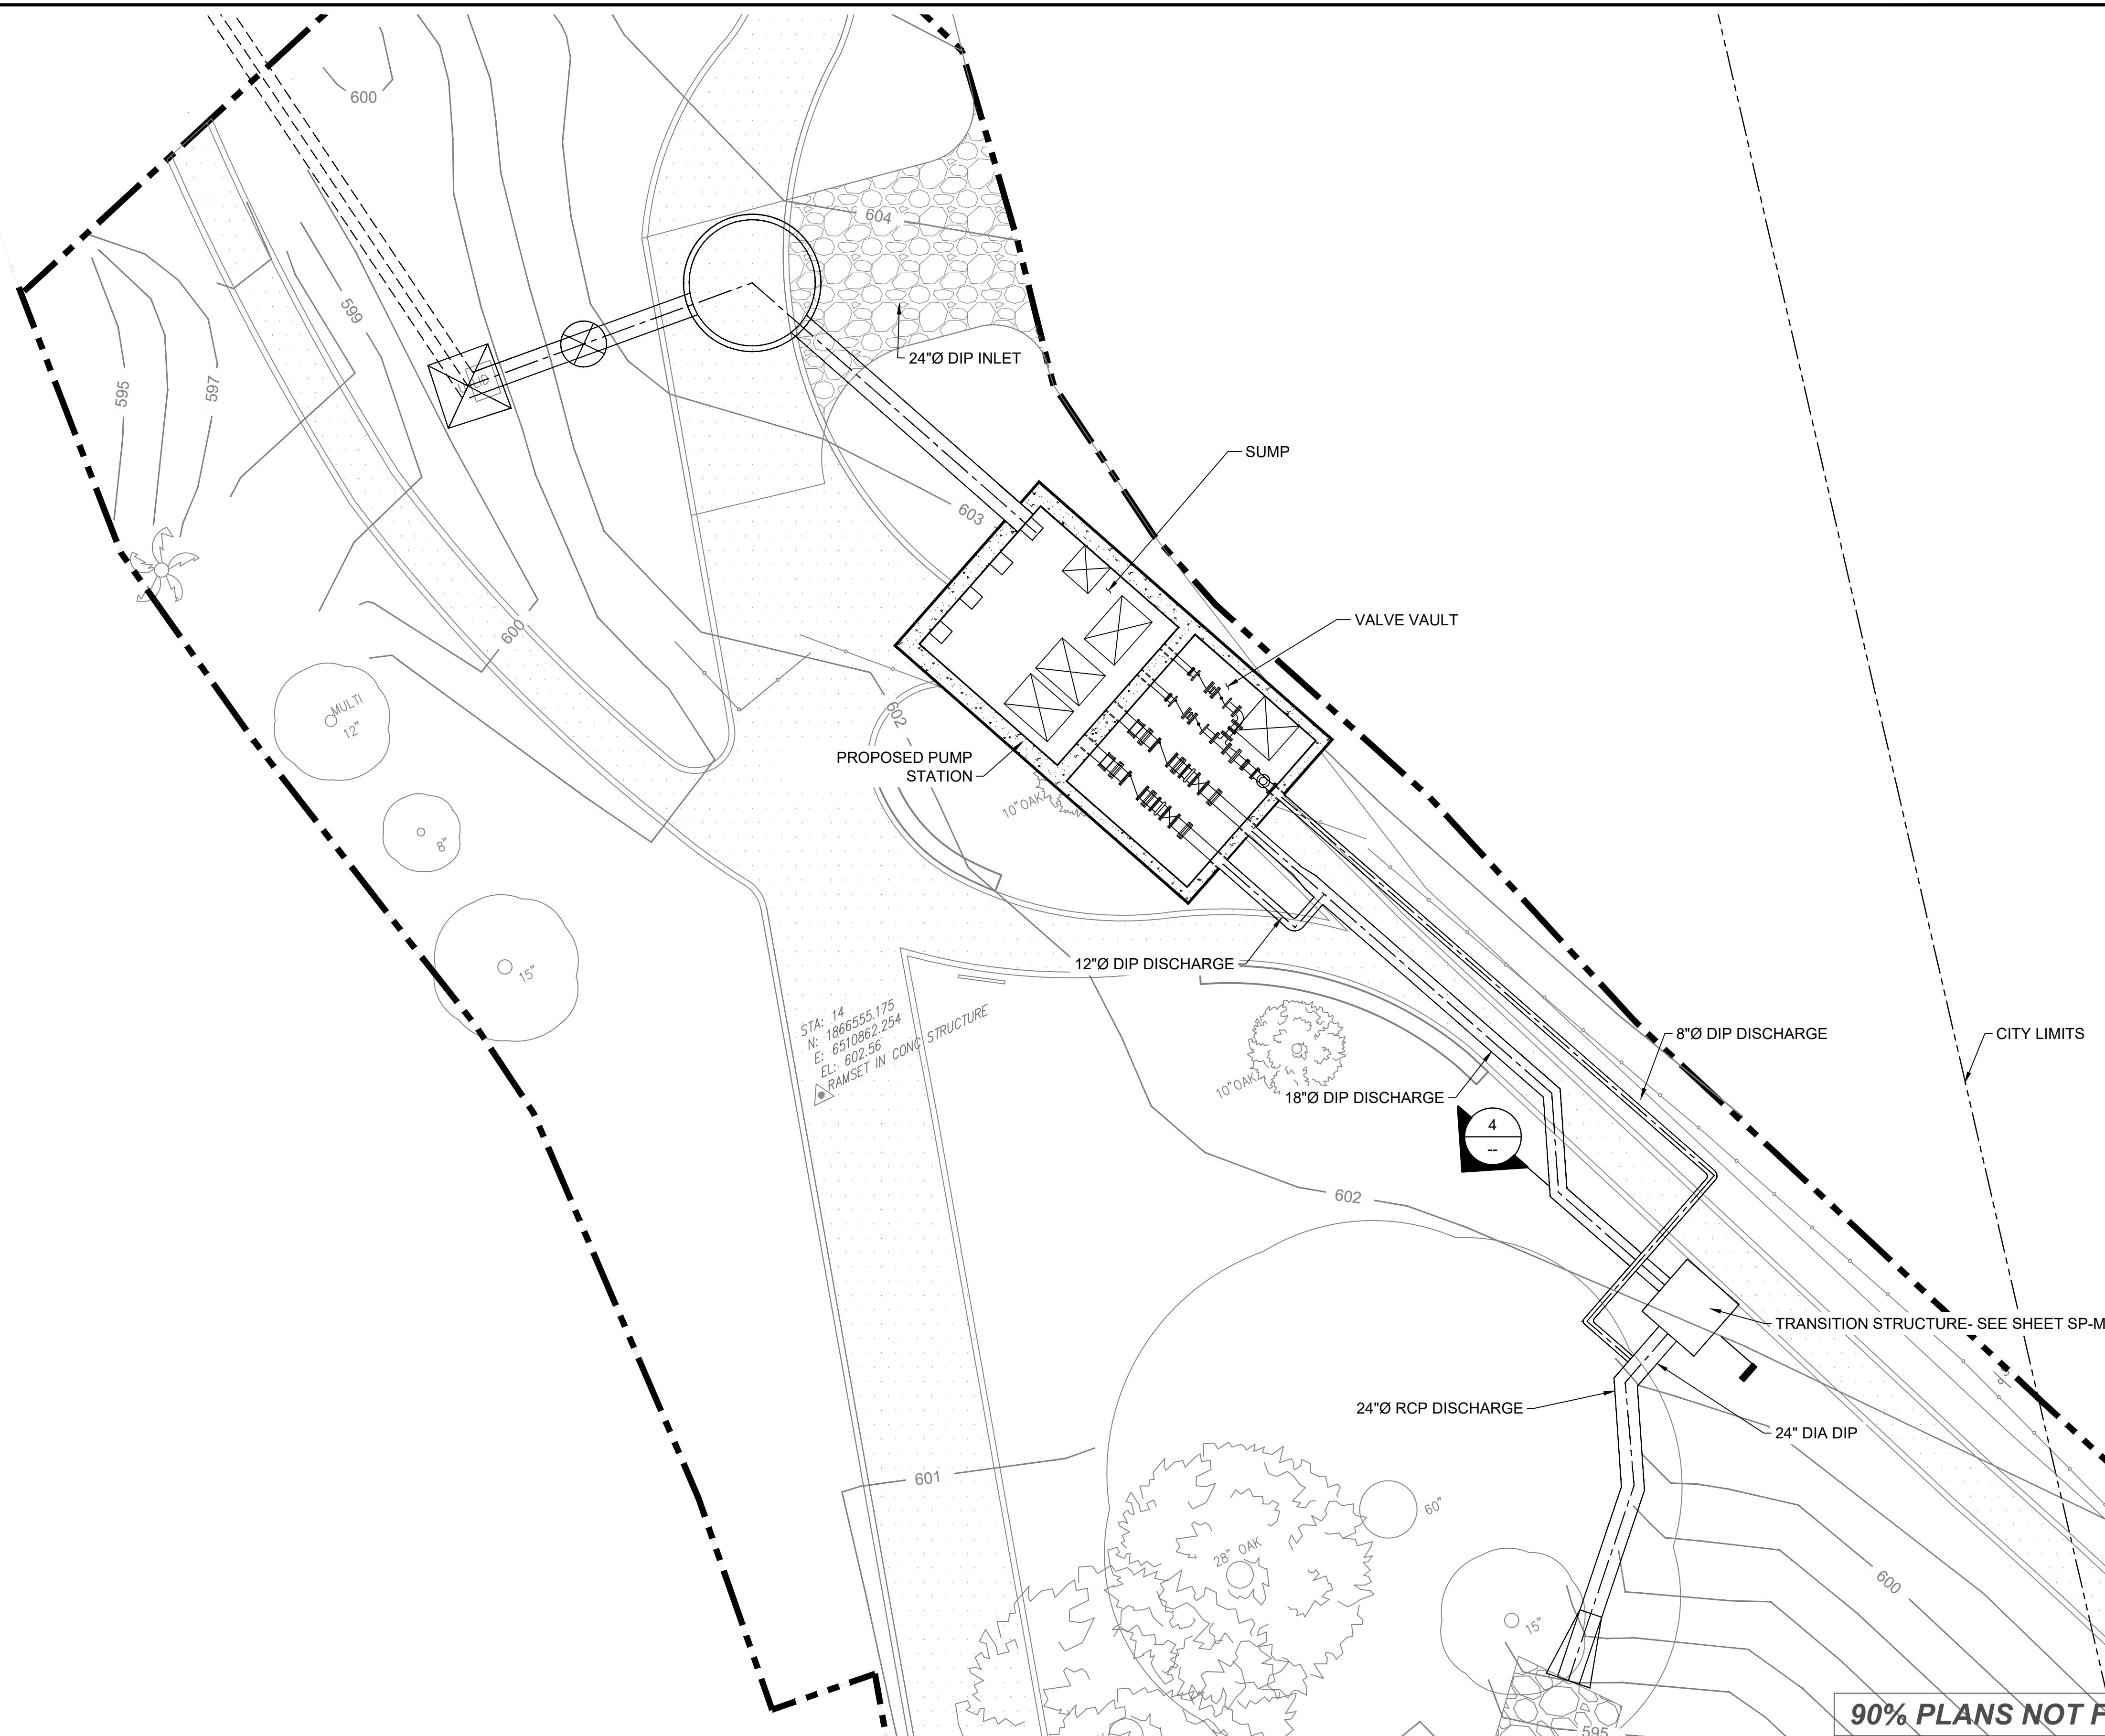 600
604
599
24"Ø DIP INLET
595
597
SUMP
603
600
VALVE VAULT
MULTI
12"
602
PROPOSED PUMP
STATION
10"OAK
8"
15"
12"Ø DIP DISCHARGE
STA: 14
N: 1866555.175
E: 6510862.254
EL: 602.56
RAMSET IN CONC STRUCTURE
8"Ø DIP DISCHARGE
CITY LIMITS
10"OAK
18"Ø DIP DISCHARGE
4
--
602
TRANSITION STRUCTURE- SEE SHEET SP-M
24"Ø RCP DISCHARGE
24" DIA DIP
601
60"
28" OAK
600
15"
595
90% PLANS NOT F